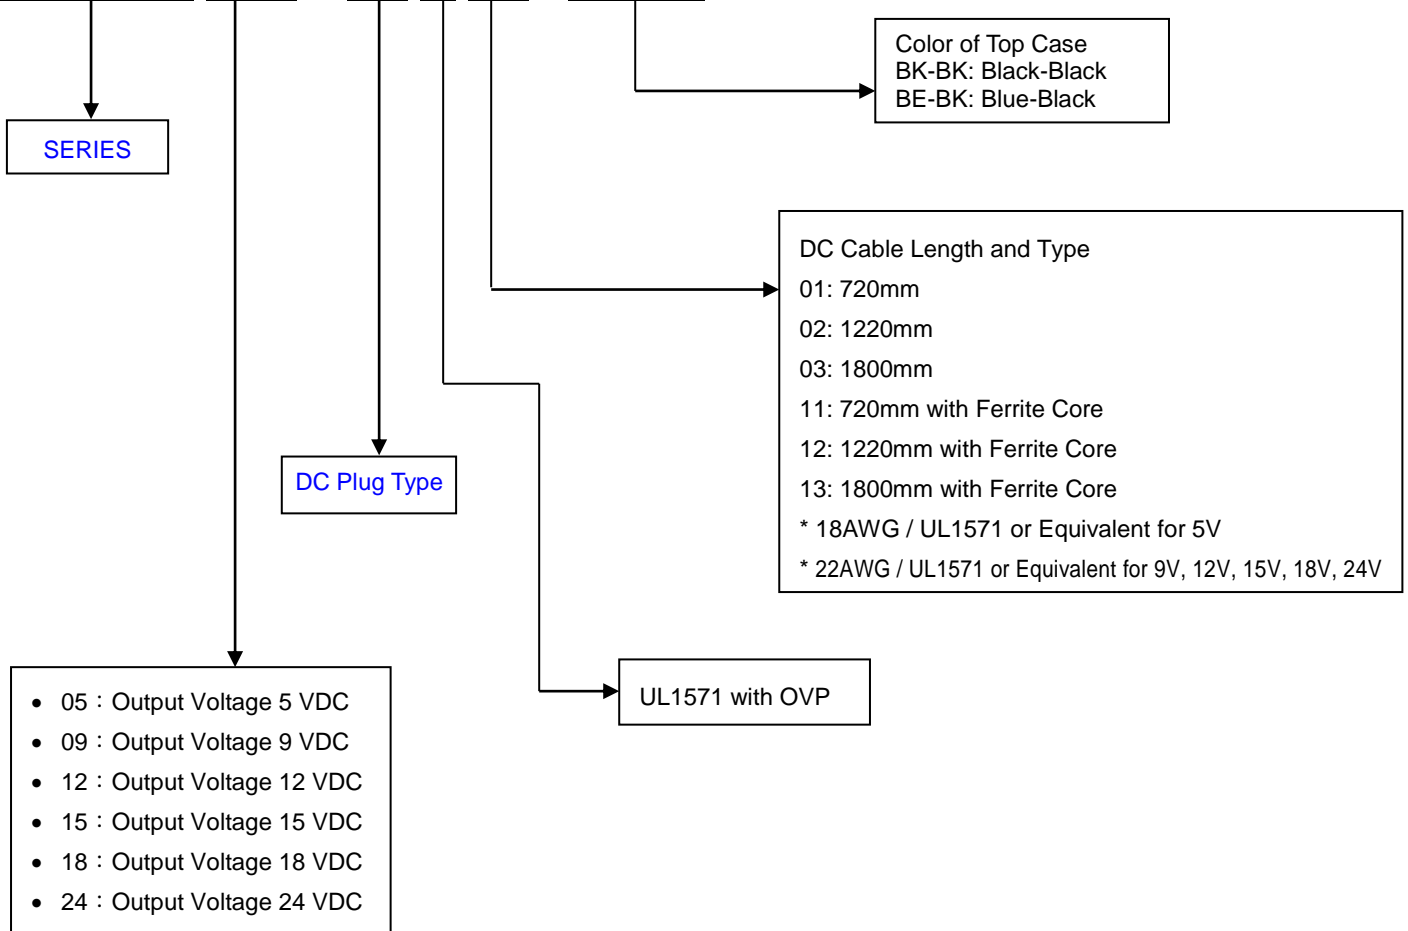 Color of Top Case
BK-BK: Black-Black
BE-BK: Blue-Black
SERIES
DC Cable Length and Type
01: 720mm
02: 1220mm
03: 1800mm
11: 720mm with Ferrite Core
12: 1220mm with Ferrite Core
13: 1800mm with Ferrite Core
* 18AWG / UL1571 or Equivalent for 5V
* 22AWG / UL1571 or Equivalent for 9V, 12V, 15V, 18V, 24V
DC Plug Type
UL1571 with OVP
• 05：Output Voltage 5 VDC
• 09：Output Voltage 9 VDC
• 12：Output Voltage 12 VDC
• 15：Output Voltage 15 VDC
• 18：Output Voltage 18 VDC
• 24：Output Voltage 24 VDC